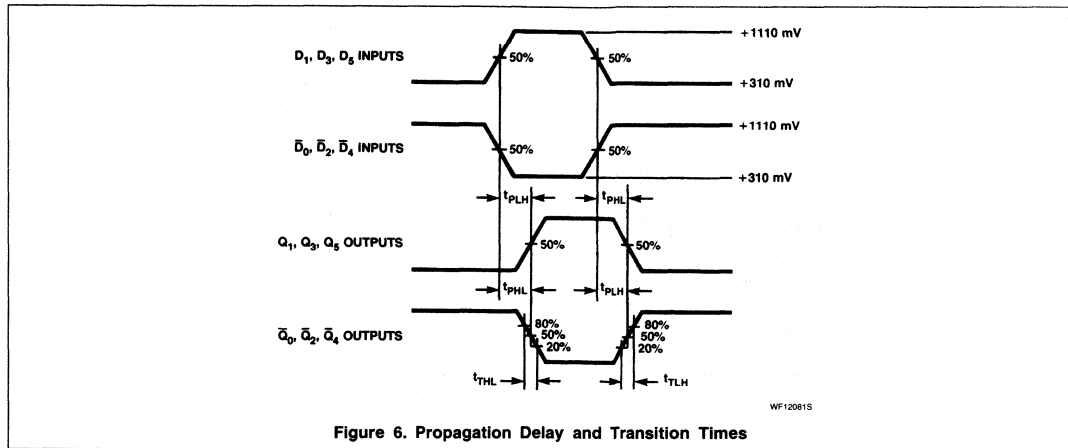 +1110 mV
D1, D3, D5 INPUTS
50%
50%
+310 mV
+1110 mV
D̄0, D̄2, D̄4 INPUTS
50%
50%
+310 mV
tPLH
tPHL
Q1, Q3, Q5 OUTPUTS
50%
50%
tPHL
tPLH
Q̄0, Q̄2, Q̄4 OUTPUTS
80%
50%
20%
80%
50%
20%
tTHL
tTLH
WF12081S
Figure 6. Propagation Delay and Transition Times